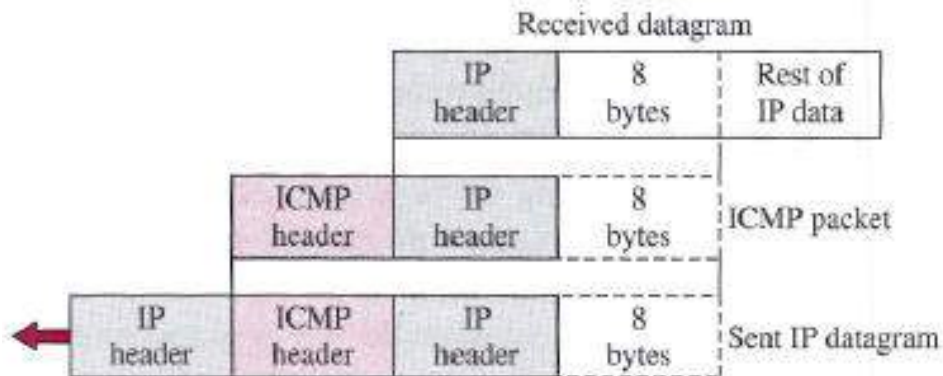 Received datagram
IP 8 Rest of
header bytes IP data
ICMP IP 8
header header bytes
ICMP packet
IP ICMP IP 8
header header header bytes
Sent IP datagram